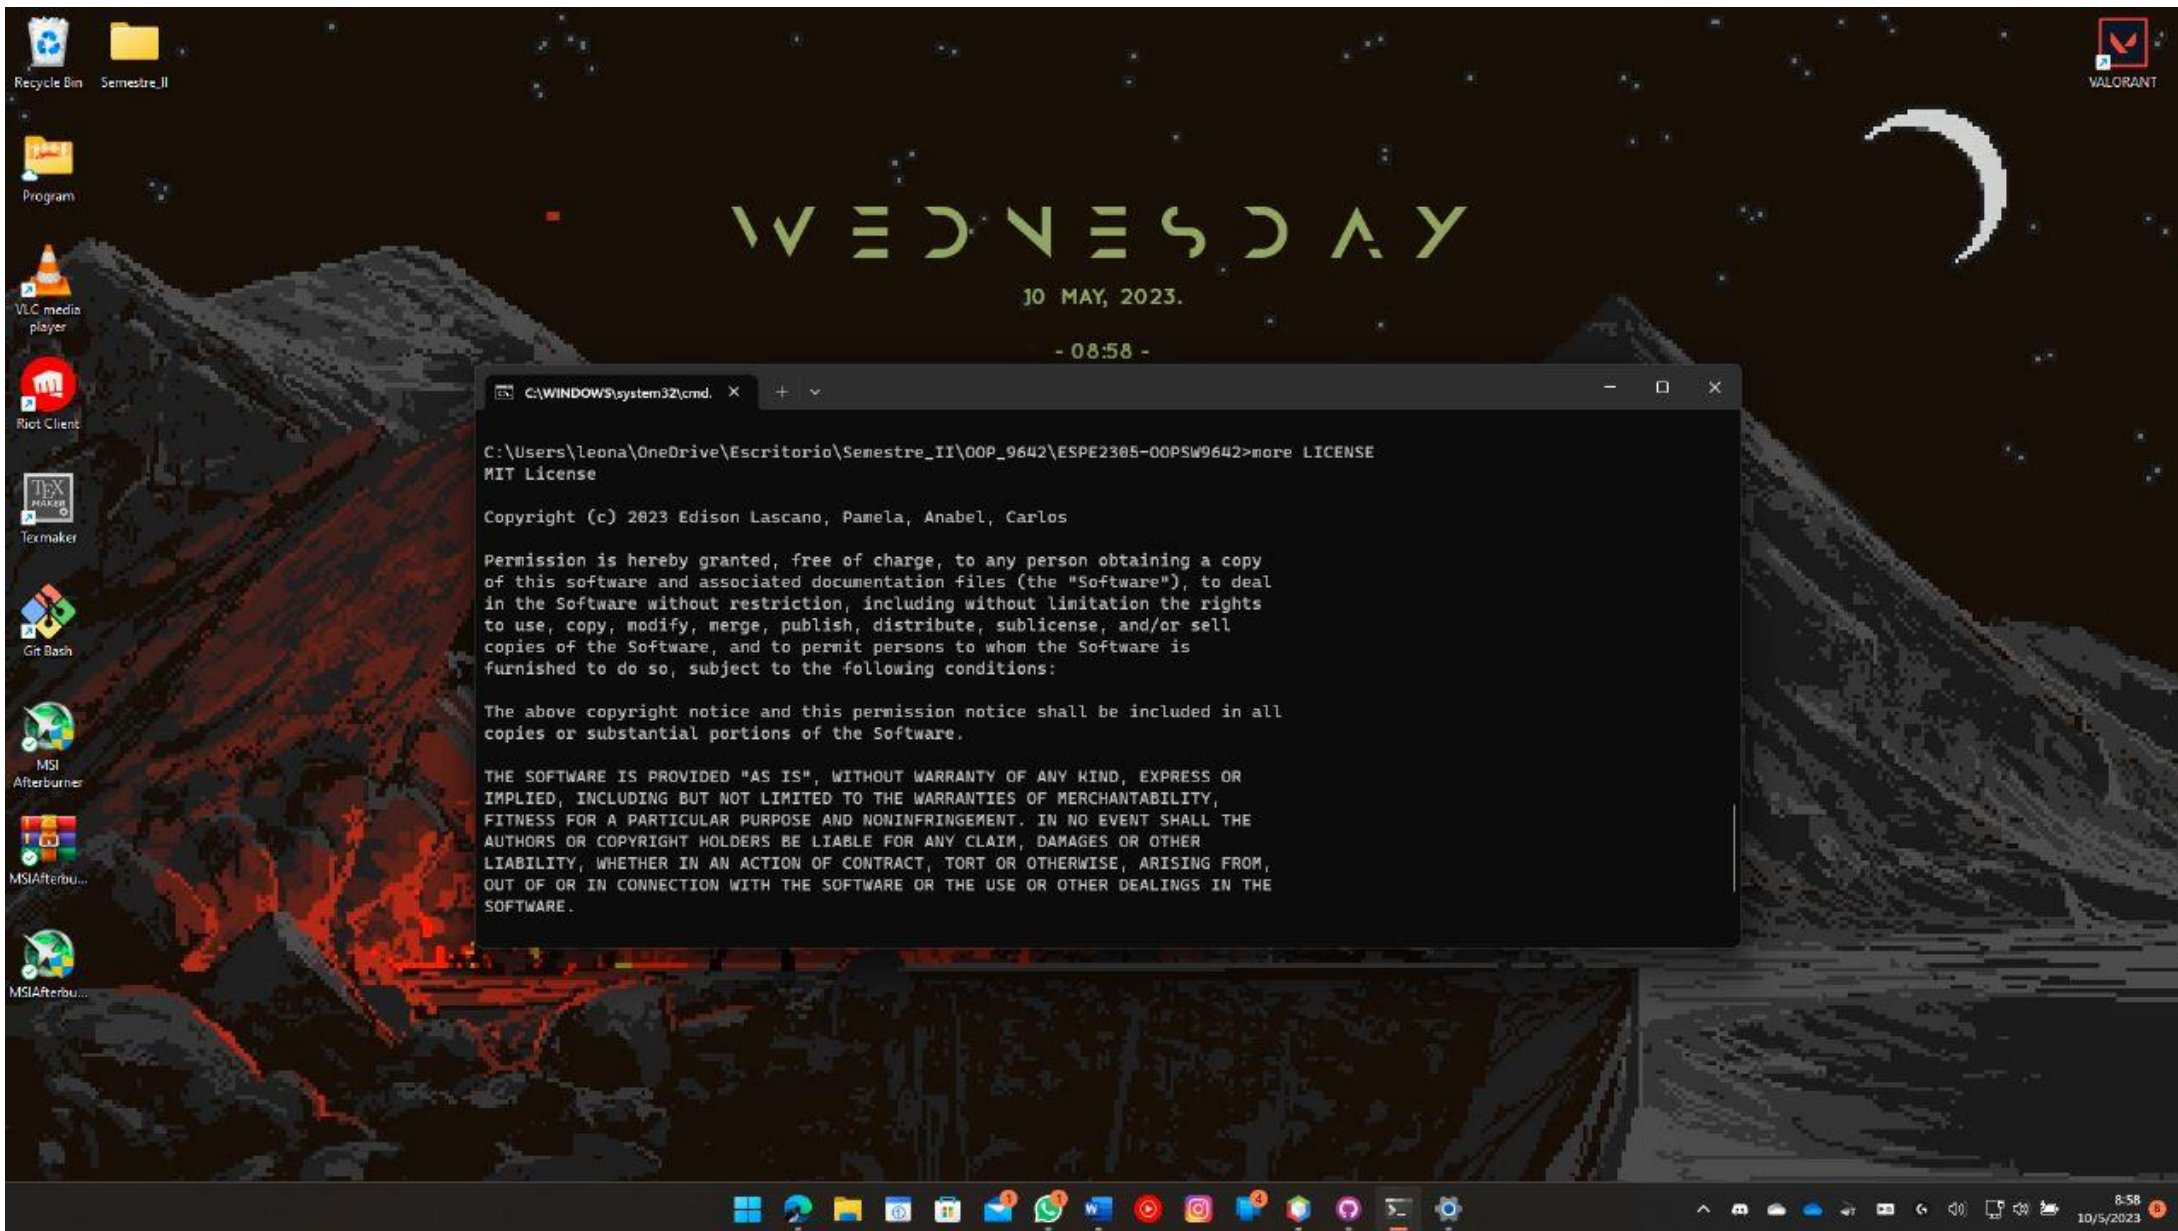 Recycle Bin
Semestre_II
VALORANT
Program
VLC media
player
Riot Client
TEX
MAKER
Texmaker
Git Bash
MSI
Afterburner
MSIAfterbu...
MSIAfterbu...
WEDNESDAY
10 MAY, 2023.
- 08:58 -
C:\WINDOWS\system32\cmd.
C:\Users\leona\OneDrive\Escritorio\Semestre_II\OOP_9642\ESPE2305-OOPSW9642>more LICENSE
MIT License
Copyright (c) 2023 Edison Lascano, Pamela, Anabel, Carlos
Permission is hereby granted, free of charge, to any person obtaining a copy
of this software and associated documentation files (the "Software"), to deal
in the Software without restriction, including without limitation the rights
to use, copy, modify, merge, publish, distribute, sublicense, and/or sell
copies of the Software, and to permit persons to whom the Software is
furnished to do so, subject to the following conditions:
The above copyright notice and this permission notice shall be included in all
copies or substantial portions of the Software.
THE SOFTWARE IS PROVIDED "AS IS", WITHOUT WARRANTY OF ANY KIND, EXPRESS OR
IMPLIED, INCLUDING BUT NOT LIMITED TO THE WARRANTIES OF MERCHANTABILITY,
FITNESS FOR A PARTICULAR PURPOSE AND NONINFRINGEMENT. IN NO EVENT SHALL THE
AUTHORS OR COPYRIGHT HOLDERS BE LIABLE FOR ANY CLAIM, DAMAGES OR OTHER
LIABILITY, WHETHER IN AN ACTION OF CONTRACT, TORT OR OTHERWISE, ARISING FROM,
OUT OF OR IN CONNECTION WITH THE SOFTWARE OR THE USE OR OTHER DEALINGS IN THE
SOFTWARE.
1
1
4
8:58
10/5/2023